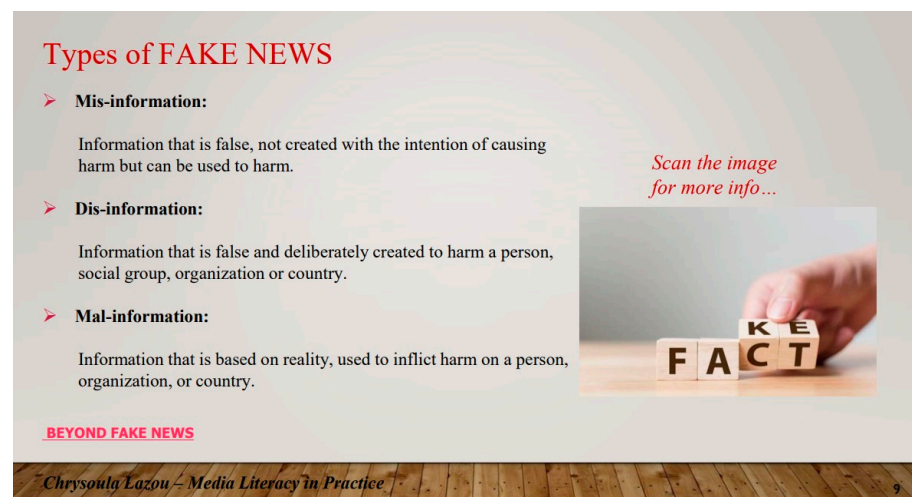 Types of FAKE NEWS
➢ Mis-information:
Information that is false, not created with the intention of causing
harm but can be used to harm.
➢ Dis-information:
Information that is false and deliberately created to harm a person,
social group, organization or country.
➢ Mal-information:
Information that is based on reality, used to inflict harm on a person,
organization, or country.
BEYOND FAKE NEWS
Scan the image
for more info…
K E
F A C T
Chrysoula Lazou – Media Literacy in Practice
9